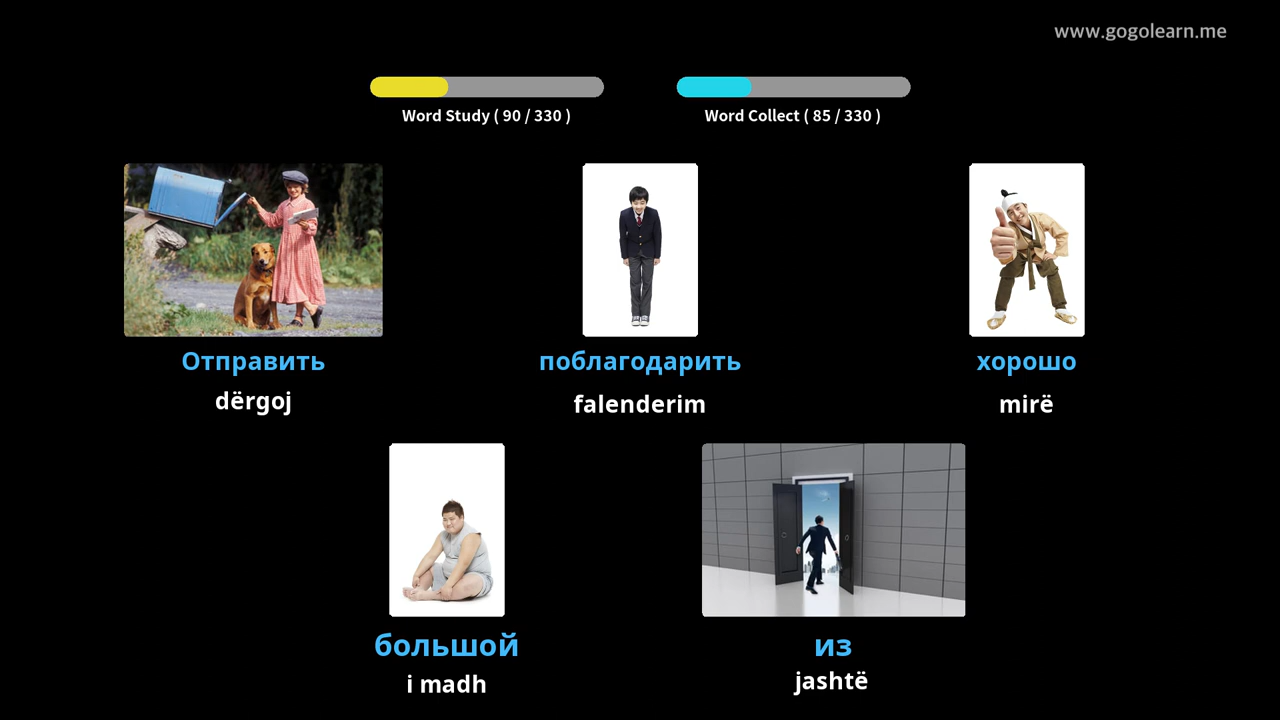 www.gogolearn.me
Word Study ( 90 / 330 )
Word Collect ( 85 / 330 )
Отправить
поблагодарить
хорошо
dërgoj
falenderim
mirë
большой
из
i madh
jashtë